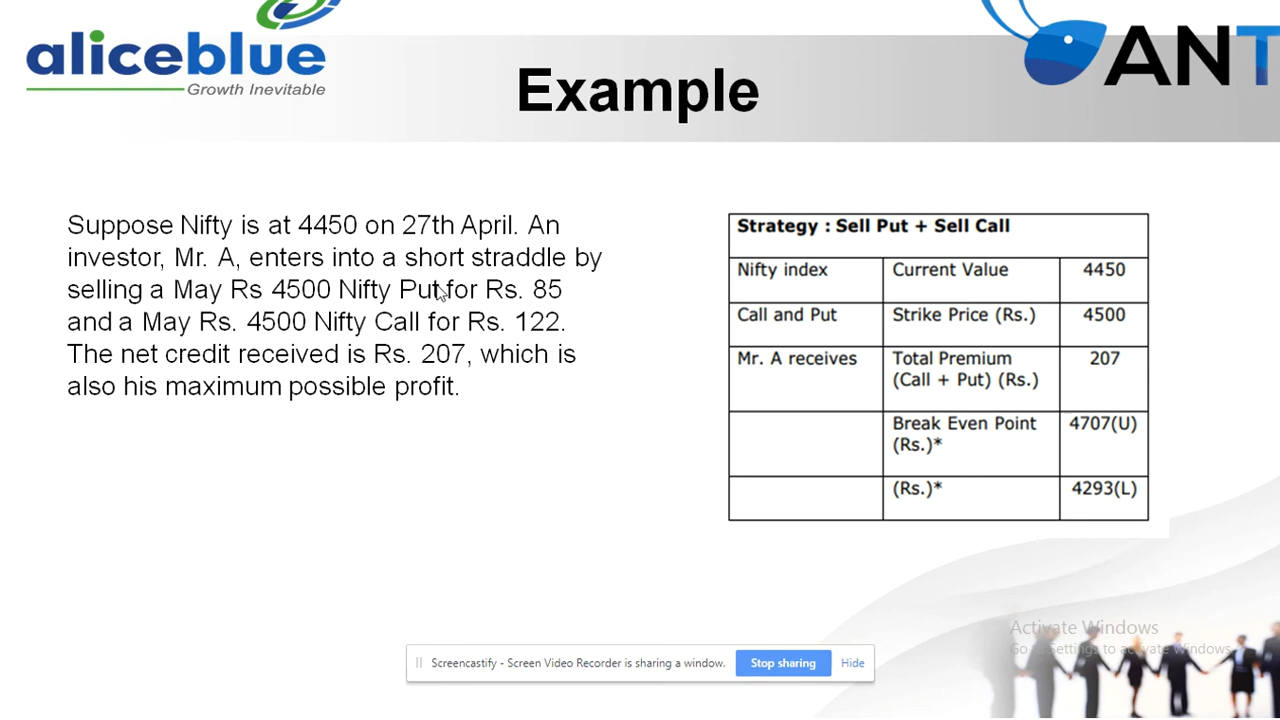 aliceblue
Growth Inevitable
ANT
Example
Suppose Nifty is at 4450 on 27th April. An
investor, Mr. A, enters into a short straddle by
selling a May Rs 4500 Nifty Put for Rs. 85
and a May Rs. 4500 Nifty Call for Rs. 122.
The net credit received is Rs. 207, which is
also his maximum possible profit.
Strategy : Sell Put + Sell Call
Nifty index Current Value 4450
Call and Put Strike Price (Rs.) 4500
Mr. A receives Total Premium 207
(Call + Put) (Rs.)
Break Even Point 4707(U)
(Rs.)*
(Rs.)* 4293(L)
Activate Windows
Go to Settings to activate Windows.
Screencastify - Screen Video Recorder is sharing a window. Stop sharing Hide